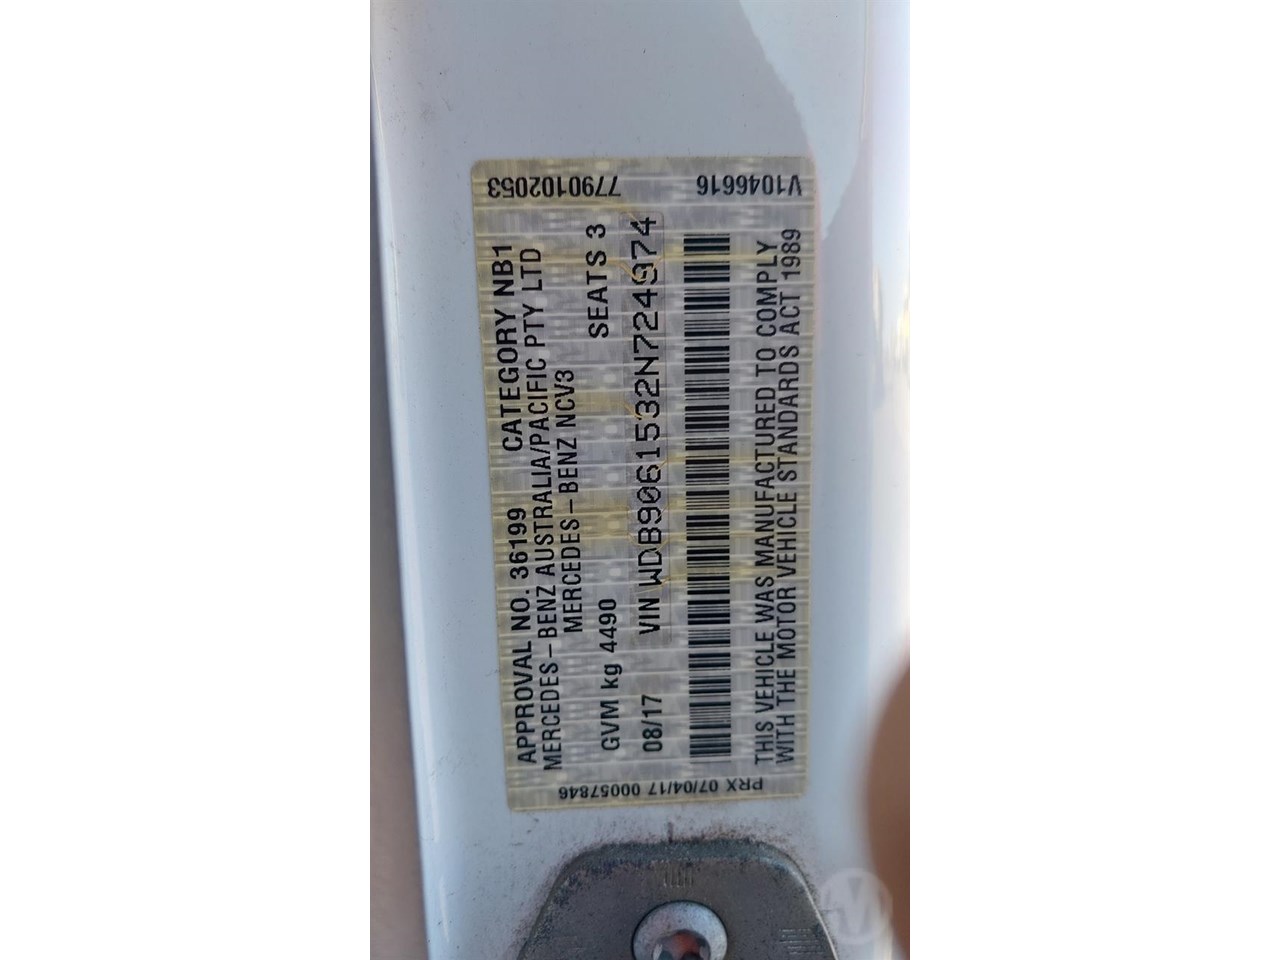 APPROVAL NO. 36199 CATEGORY NB1
MERCEDES-BENZ AUSTRALIA/PACIFIC PTY LTD
MERCEDES-BENZ NCV3
GVM kg 4490 SEATS 3
08/17 VIN WDB9061532N724974
THIS VEHICLE WAS MANUFACTURED TO COMPLY
WITH THE MOTOR VEHICLE STANDARDS ACT 1989
7790102053
V1046616
PRX 07/04/17 00057846